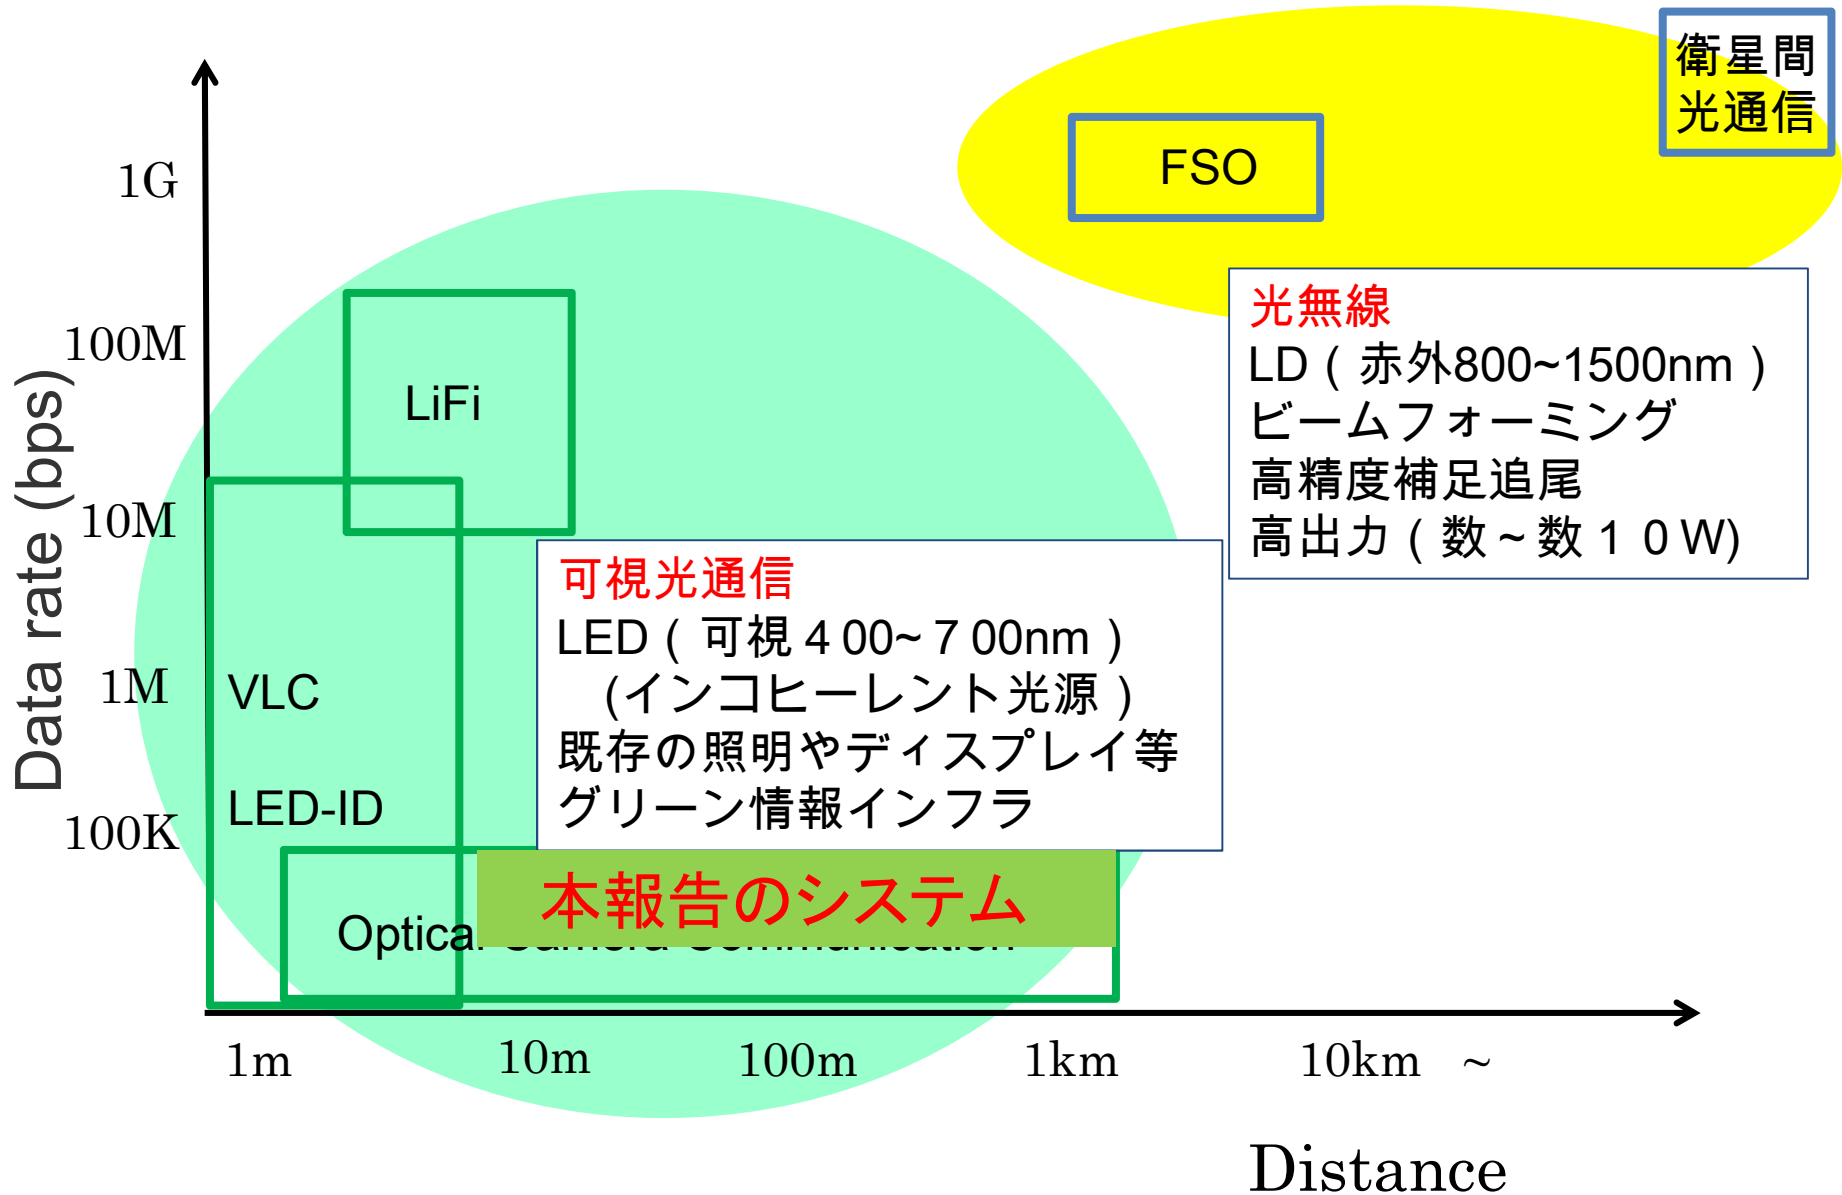 衛星間
光通信
FSO
1G
光無線
LD（赤外800~1500nm）
ビームフォーミング
高精度補足追尾
高出力（数～数１０W)
100M
LiFi
Data rate (bps)
10M
可視光通信
LED（可視４00~７00nm）
(インコヒーレント光源）
既存の照明やディスプレイ等
グリーン情報インフラ
1M
VLC
LED-ID
100K
本報告のシステム
Optical Camera Communication
1m
10m
100m
1km
10km ~
Distance